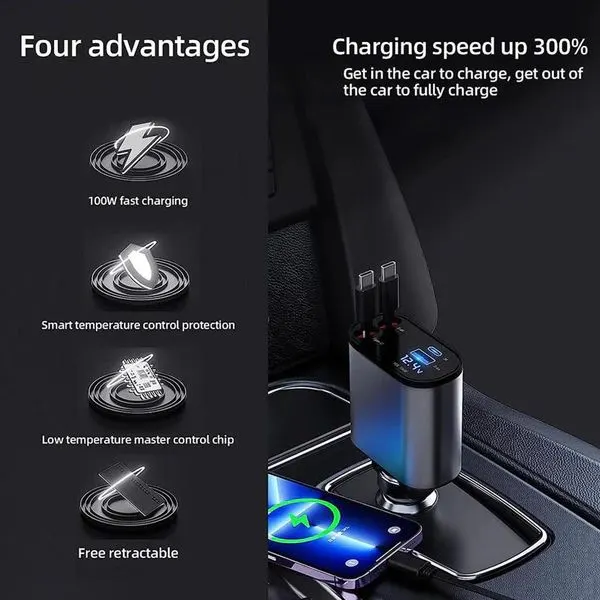 Four advantages
Charging speed up 300%
Get in the car to charge, get out of
the car to fully charge
100W fast charging
Smart temperature control protection
Low temperature master control chip
Free retractable
12.4V